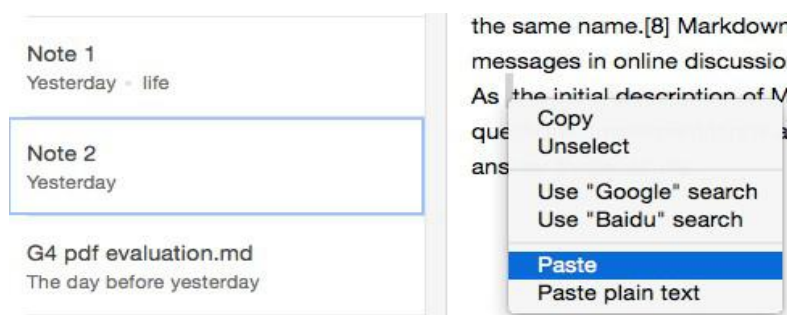 Note 1
Yesterday • life
Note 2
Yesterday
G4 pdf evaluation.md
The day before yesterday
the same name.[8] Markdown
messages in online discussio
As the initial description of M
que
ans
Copy
Unselect
Use "Google" search
Use "Baidu" search
Paste
Paste plain text